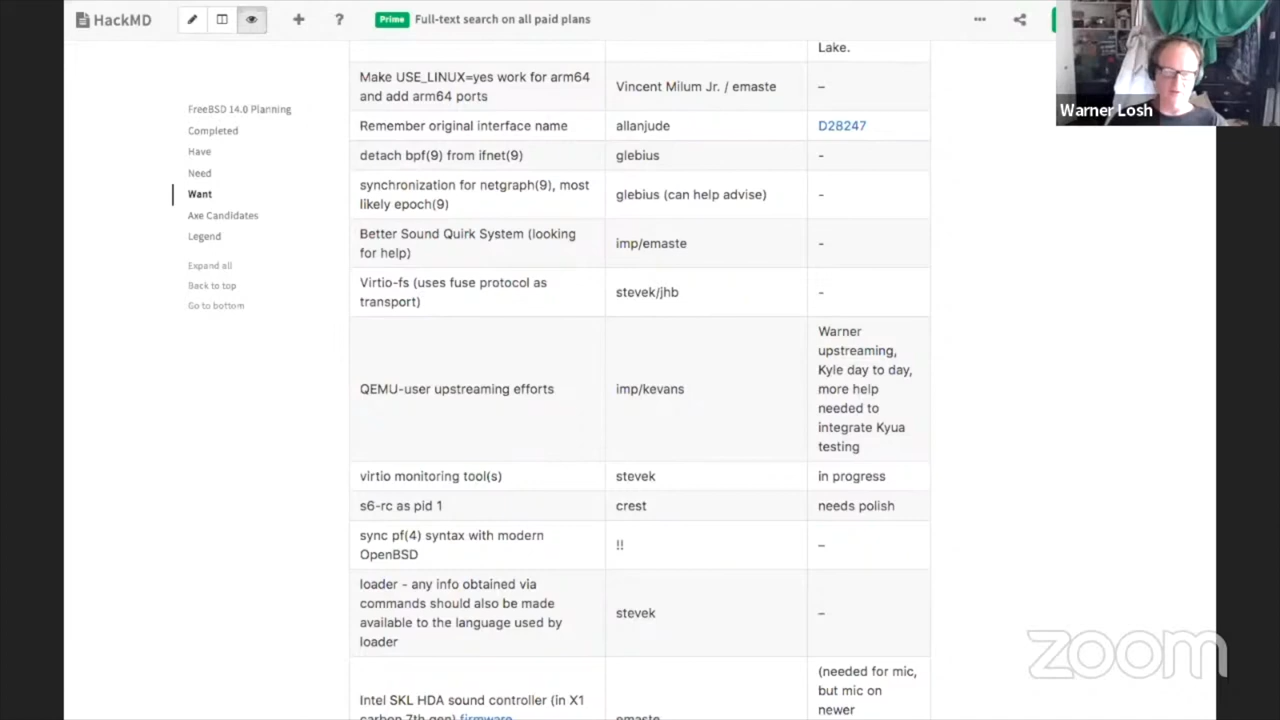 HackMD
?
Prime Full-text search on all paid plans
Warner Losh
FreeBSD 14.0 Planning
Completed
Have
Need
Want
Axe Candidates
Legend
Expand all
Back to top
Go to bottom
Lake.
Make USE_LINUX=yes work for arm64
and add arm64 ports
Vincent Milum Jr. / emaste
–
Remember original interface name
allanjude
D28247
detach bpf(9) from ifnet(9)
glebius
-
synchronization for netgraph(9), most
likely epoch(9)
glebius (can help advise)
-
Better Sound Quirk System (looking
for help)
imp/emaste
-
Virtio-fs (uses fuse protocol as
transport)
stevek/jhb
-
QEMU-user upstreaming efforts
imp/kevans
Warner
upstreaming,
Kyle day to day,
more help
needed to
integrate Kyua
testing
virtio monitoring tool(s)
stevek
in progress
s6-rc as pid 1
crest
needs polish
sync pf(4) syntax with modern
OpenBSD
!!
–
loader - any info obtained via
commands should also be made
available to the language used by
loader
stevek
–
Intel SKL HDA sound controller (in X1
carbon 7th gen) firmware
emaste
(needed for mic,
but mic on
newer
zoom